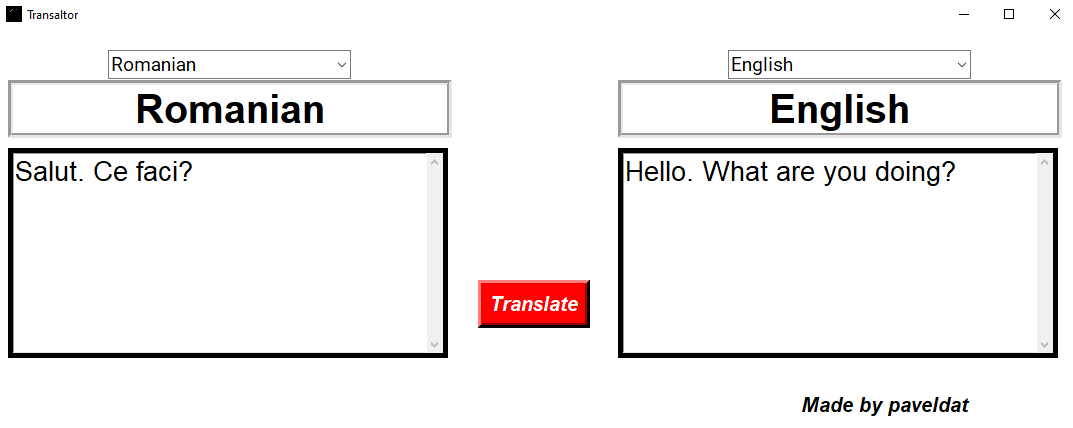 Transaltor
Romanian
English
Romanian
English
Salut. Ce faci?
Hello. What are you doing?
Translate
Made by paveldat